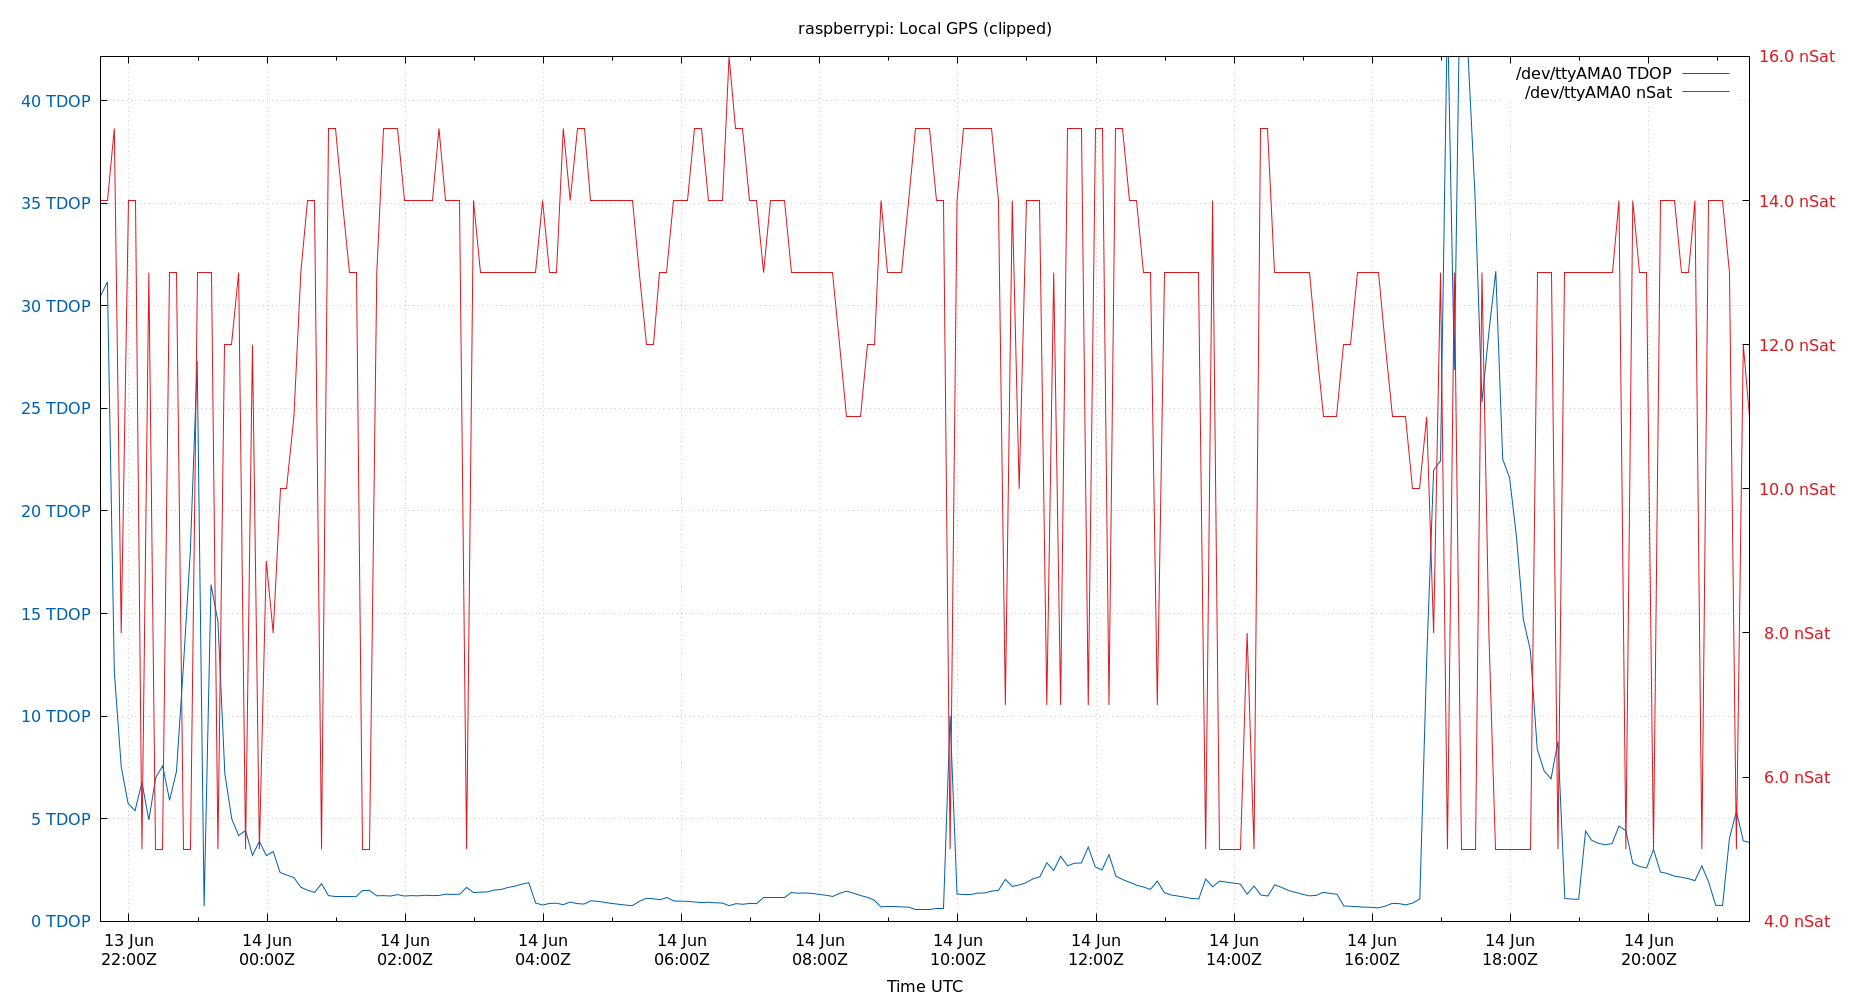 raspberrypi: Local GPS (clipped)
/dev/ttyAMA0 TDOP
/dev/ttyAMA0 nSat
40 TDOP
35 TDOP
30 TDOP
25 TDOP
20 TDOP
15 TDOP
10 TDOP
5 TDOP
0 TDOP
16.0 nSat
14.0 nSat
12.0 nSat
10.0 nSat
8.0 nSat
6.0 nSat
4.0 nSat
13 Jun
22:00Z
14 Jun
00:00Z
14 Jun
02:00Z
14 Jun
04:00Z
14 Jun
06:00Z
14 Jun
08:00Z
14 Jun
10:00Z
14 Jun
12:00Z
14 Jun
14:00Z
14 Jun
16:00Z
14 Jun
18:00Z
14 Jun
20:00Z
Time UTC